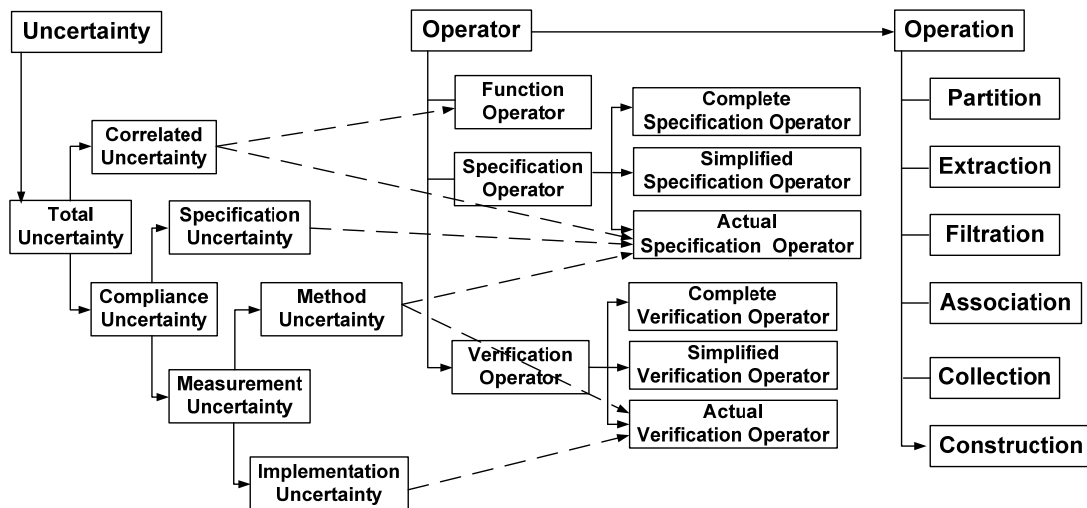 Uncertainty
Operator
Operation
Function
Operator
Complete
Specification Operator
Partition
Correlated
Uncertainty
Specification
Operator
Simplified
Specification Operator
Extraction
Total
Uncertainty
Specification
Uncertainty
Actual
Specification Operator
Filtration
Compliance
Uncertainty
Method
Uncertainty
Complete
Verification Operator
Association
Measurement
Uncertainty
Verification
Operator
Simplified
Verification Operator
Collection
Actual
Verification Operator
Construction
Implementation
Uncertainty